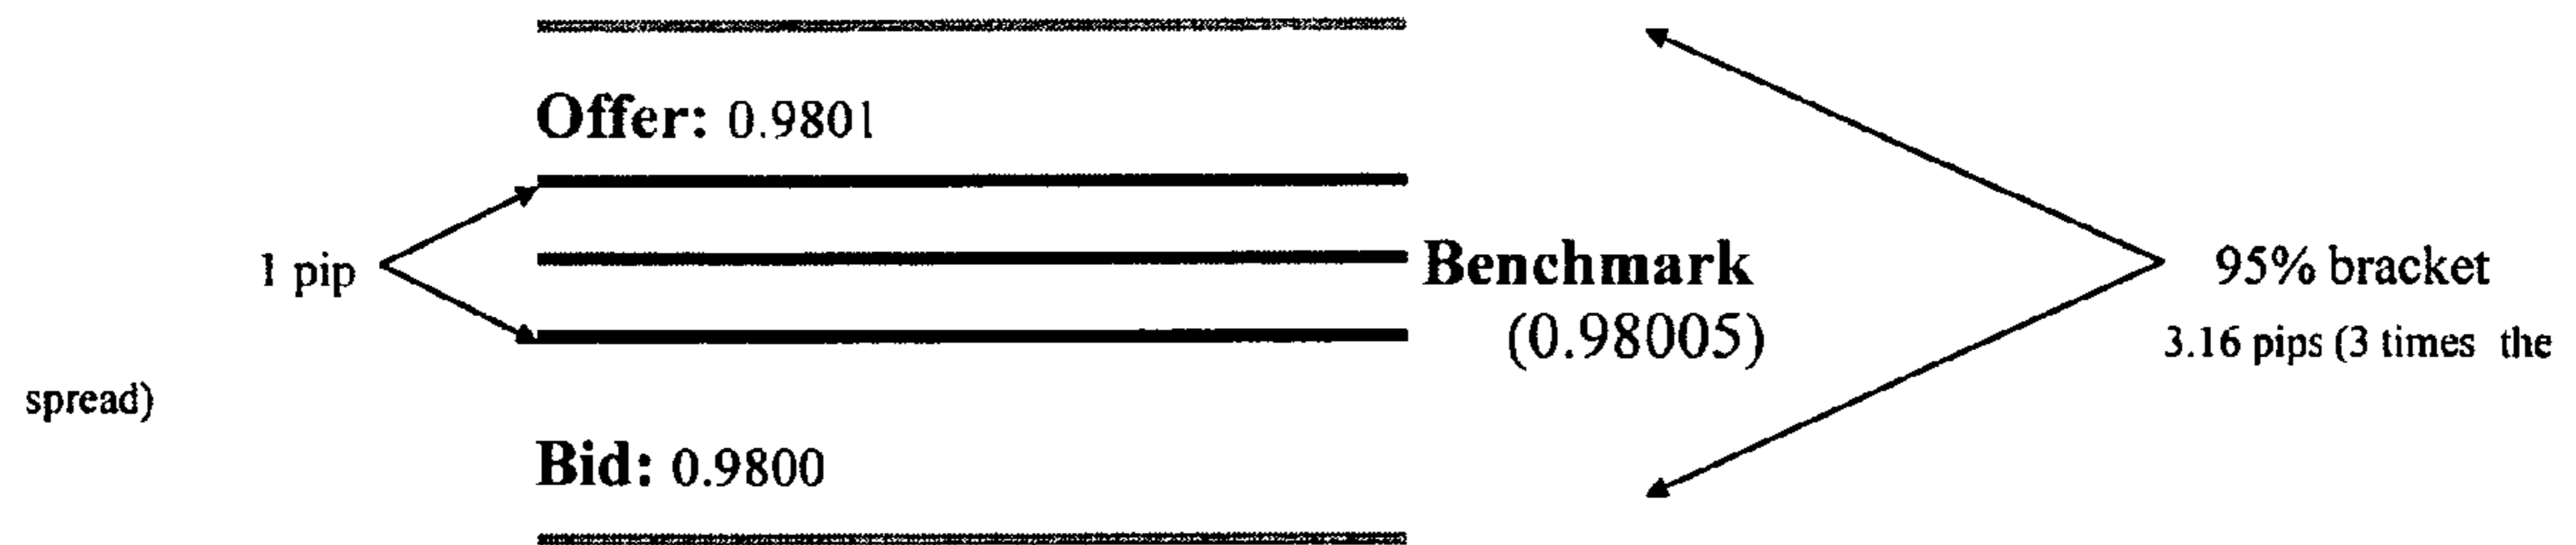 Offer: 0.9801
1 pip
Benchmark
95% bracket
(0.98005)
3.16 pips (3 times the
spread)
Bid: 0.9800